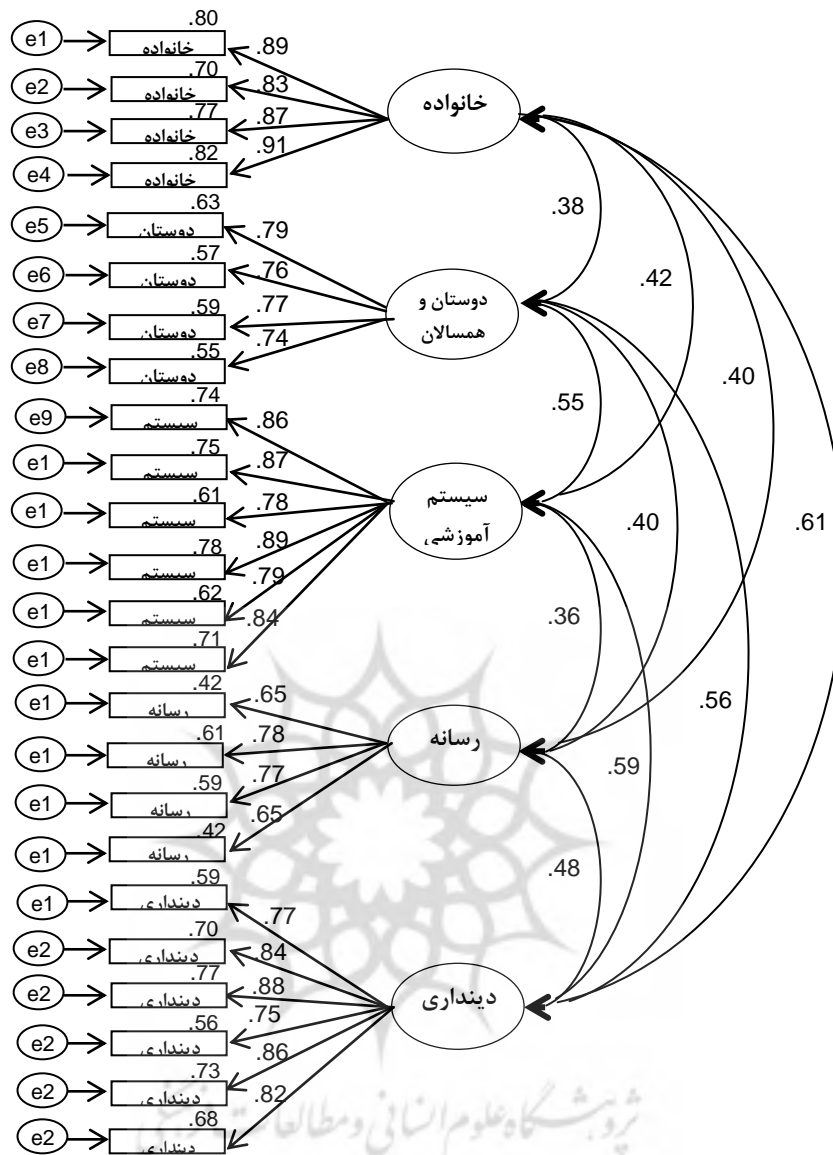 .80
e1
خانواده
.89
.70
e2
خانواده
.83
.77
e3
خانواده
.87
.82
e4
خانواده
.91
خانواده
.63
e5
دوستان
.79
.57
e6
دوستان
.76
.59
e7
دوستان
.77
.55
e8
دوستان
.74
دوستان و
همسالان
.74
e9
سیستم
.86
.75
e1
سیستم
.87
.61
e1
سیستم
.78
.78
e1
سیستم
.89
.62
e1
سیستم
.79
.71
e1
سیستم
.84
سیستم
آموزشی
.42
e1
رسانه
.65
.61
e1
رسانه
.78
.59
e1
رسانه
.77
.42
e1
رسانه
.65
رسانه
.59
e1
دینداری
.77
.70
e2
دینداری
.84
.77
e2
دینداری
.88
.56
e2
دینداری
.75
.73
e2
دینداری
.86
.68
e2
دینداری
.82
دینداری
.38
.42
.40
.55
.40
.61
.36
.56
.59
.48
پژوهشگاه علوم انسانی و مطالعات فرهنگی